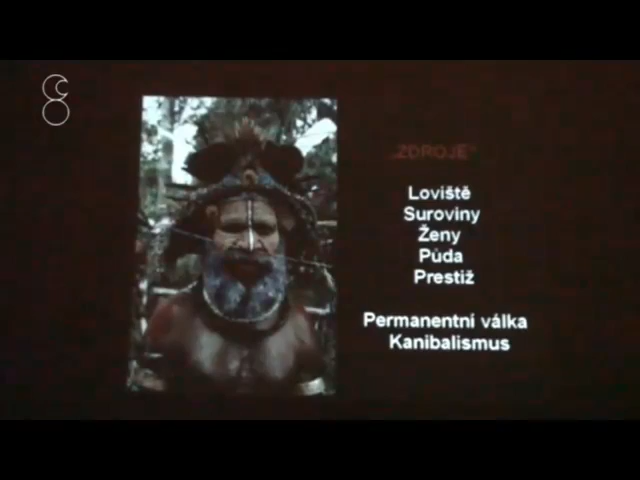 „ZDROJE“
Loviště
Suroviny
Ženy
Půda
Prestiž
Permanentní válka
Kanibalismus